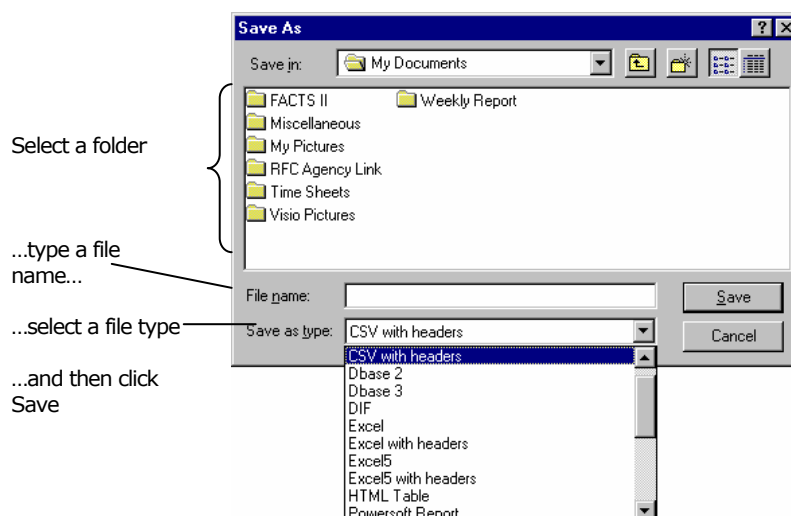 Save As
Save in: My Documents
FACTS II Weekly Report
Miscellaneous
My Pictures
RFC Agency Link
Time Sheets
Visio Pictures
Select a folder
...type a file
name...
File name: Save
...select a file type
Save as type: CSV with headers Cancel
...and then click
Save
CSV with headers
Dbase 2
Dbase 3
DIF
Excel
Excel with headers
Excel5
Excel5 with headers
HTML Table
Powersoft Report